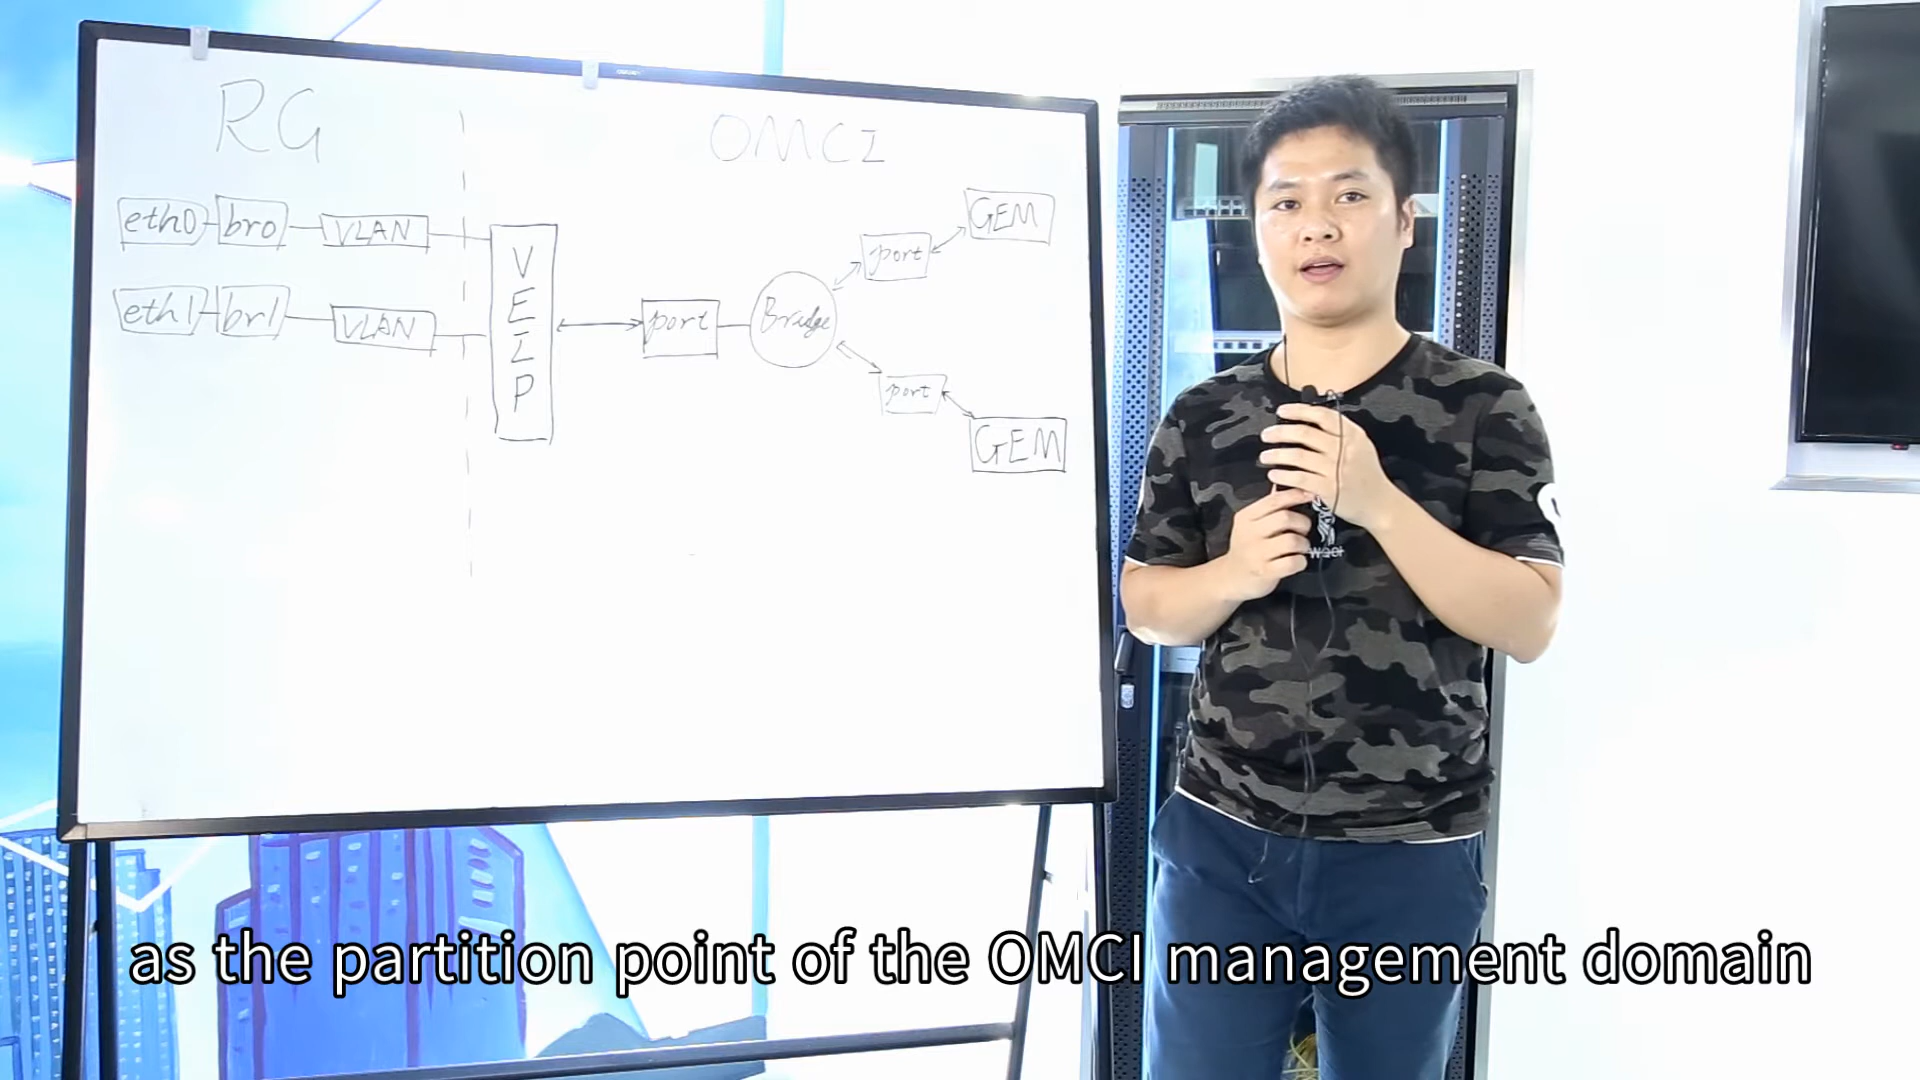 RG
OMCI
eth0
br0
VLAN
eth1
br1
VLAN
VEIP
port
Bridge
port
GEM
port
GEM
as the partition point of the OMCI management domain